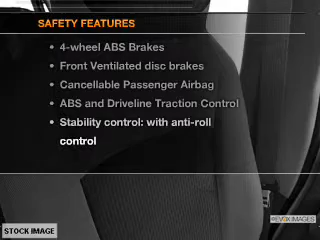 SAFETY FEATURES
• 4-wheel ABS Brakes
• Front Ventilated disc brakes
• Cancellable Passenger Airbag
• ABS and Driveline Traction Control
• Stability control: with anti-roll
control
©EVOX IMAGES
STOCK IMAGE